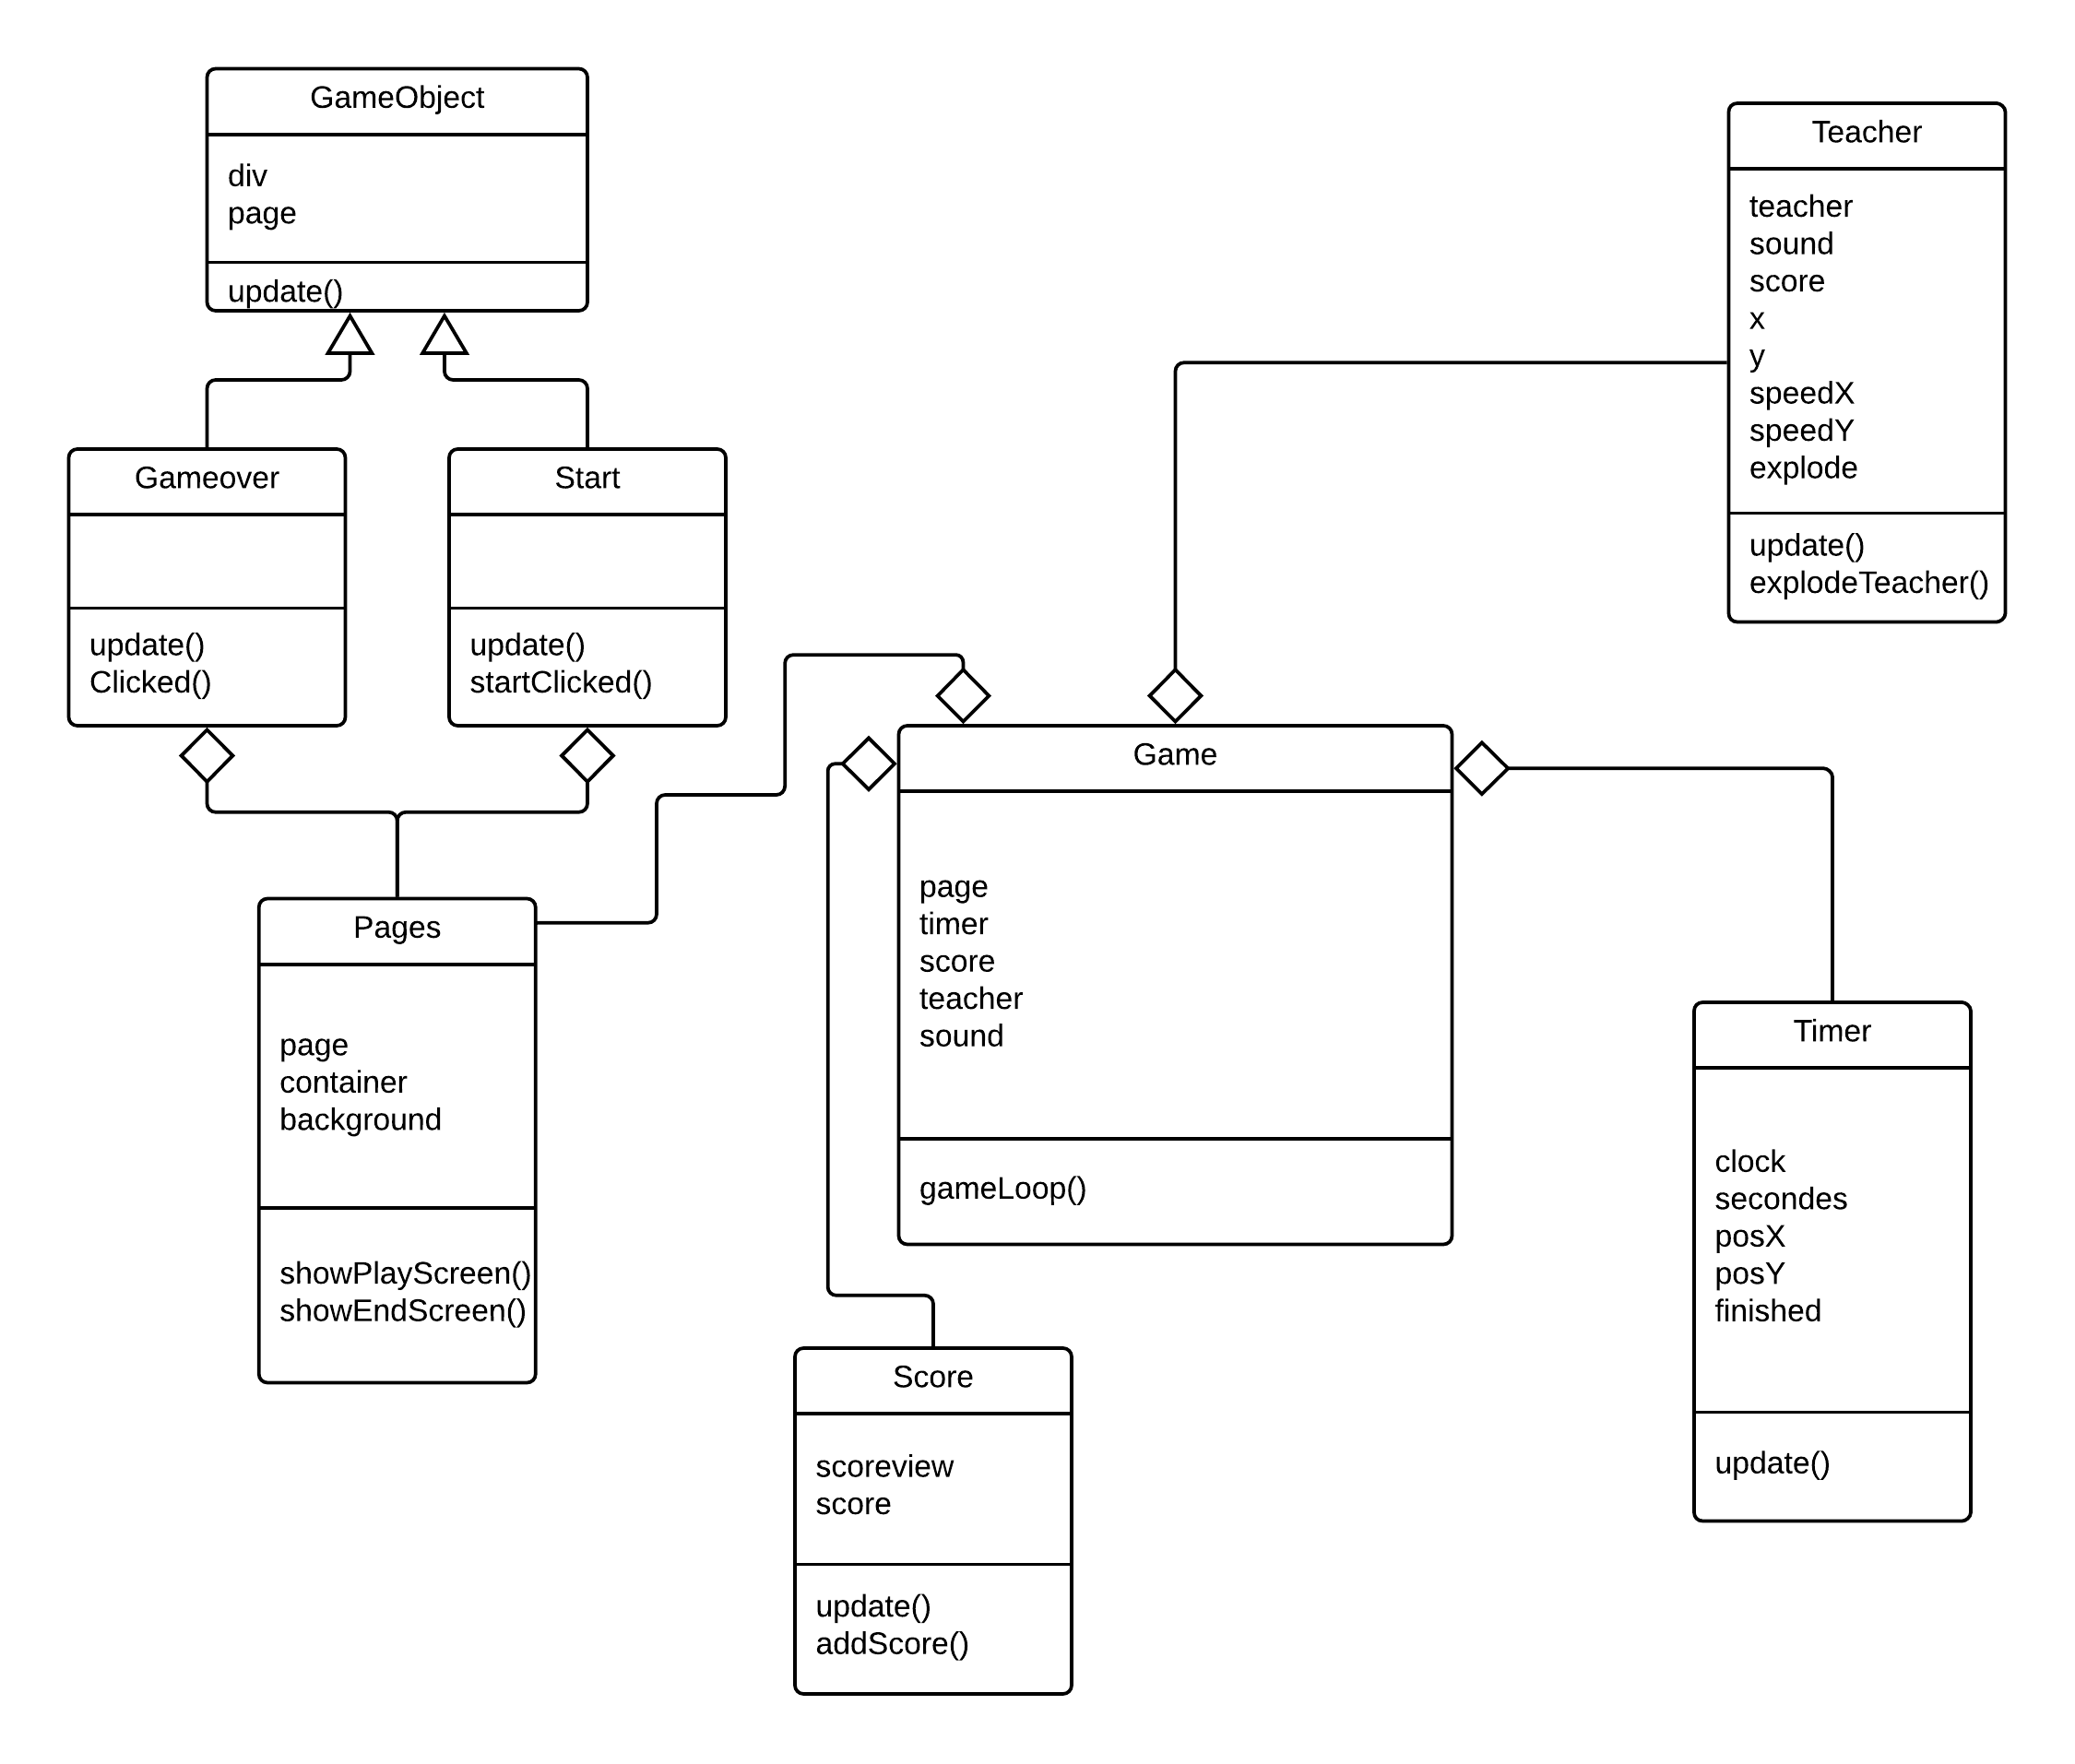 GameObject
div
page
update()
Teacher
teacher
sound
score
x
y
speedX
speedY
explode
update()
explodeTeacher()
Gameover
update()
Clicked()
Start
update()
startClicked()
Game
page
timer
score
teacher
sound
gameLoop()
Pages
page
container
background
showPlayScreen()
showEndScreen()
Timer
clock
secondes
posX
posY
finished
update()
Score
scoreview
score
update()
addScore()